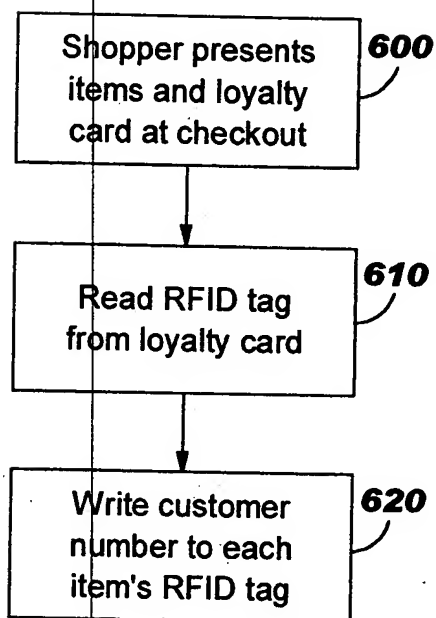 Shopper presents
items and loyalty
card at checkout
600
Read RFID tag
from loyalty card
610
Write customer
number to each
item's RFID tag
620